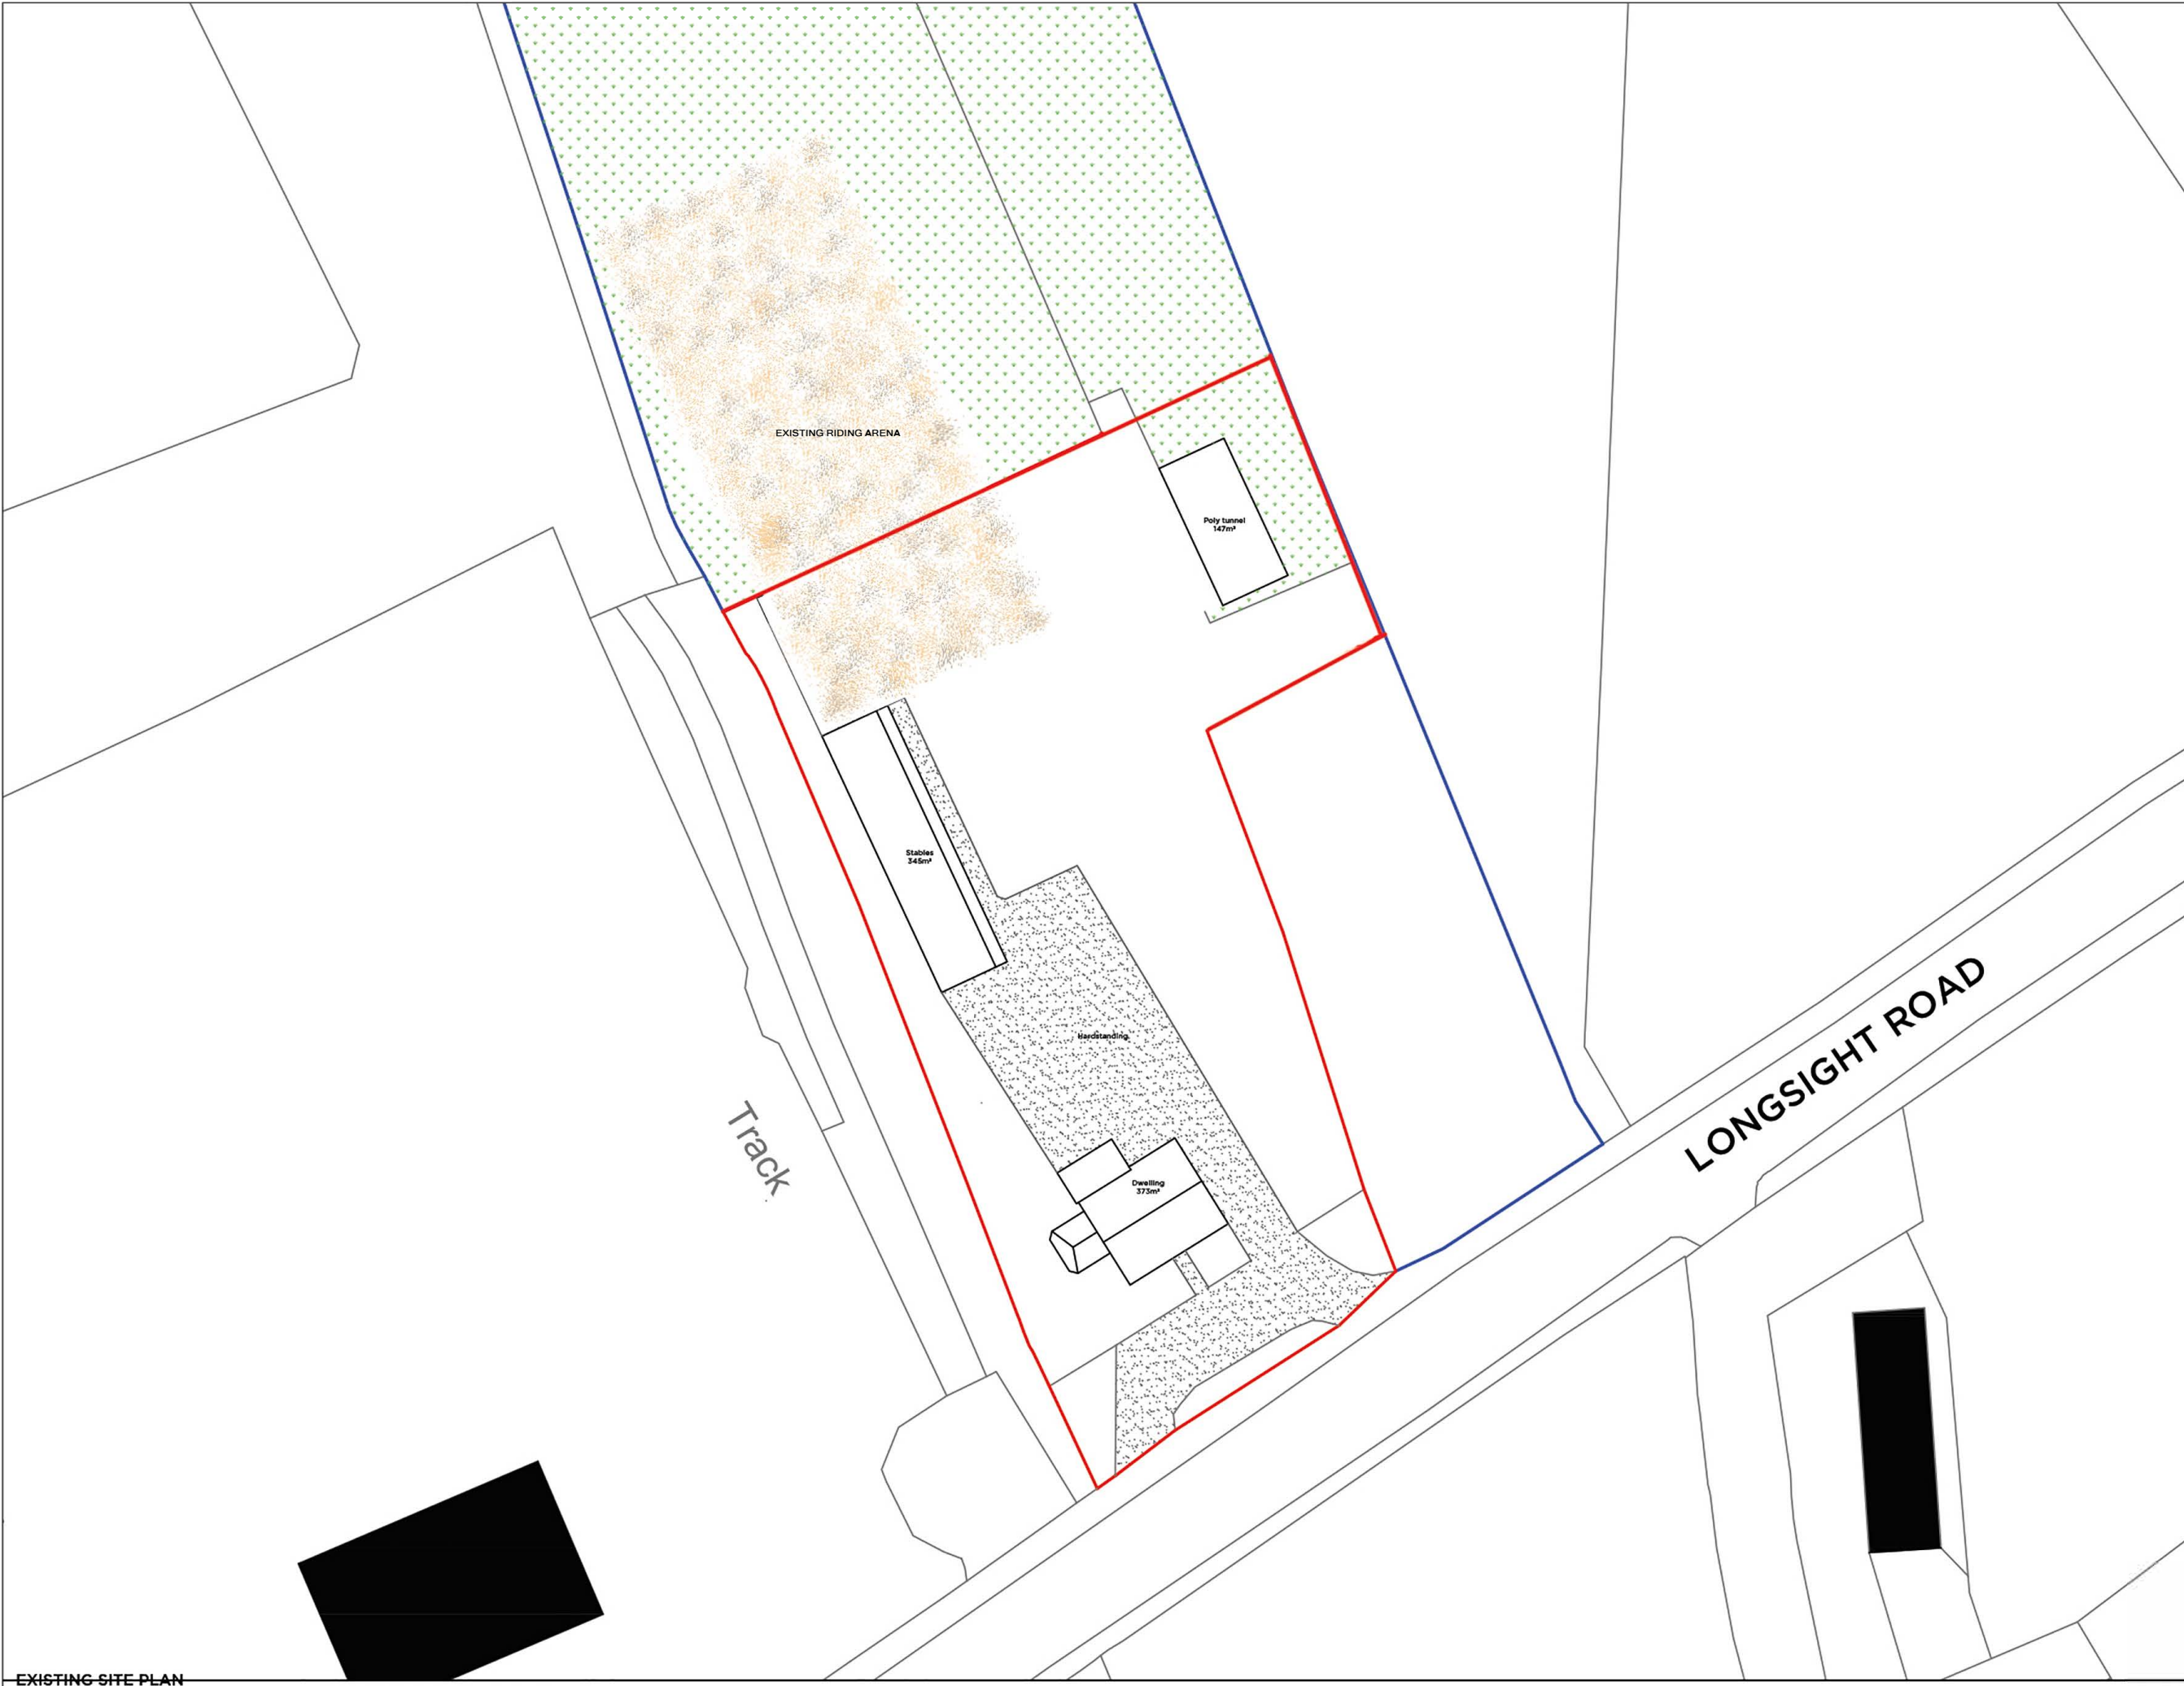 EXISTING RIDING ARENA
Poly tunnel
147m²
Stables
345m²
Hardstanding
LONGSIGHT ROAD
Track
Dwelling
373m²
EXISTING SITE PLAN